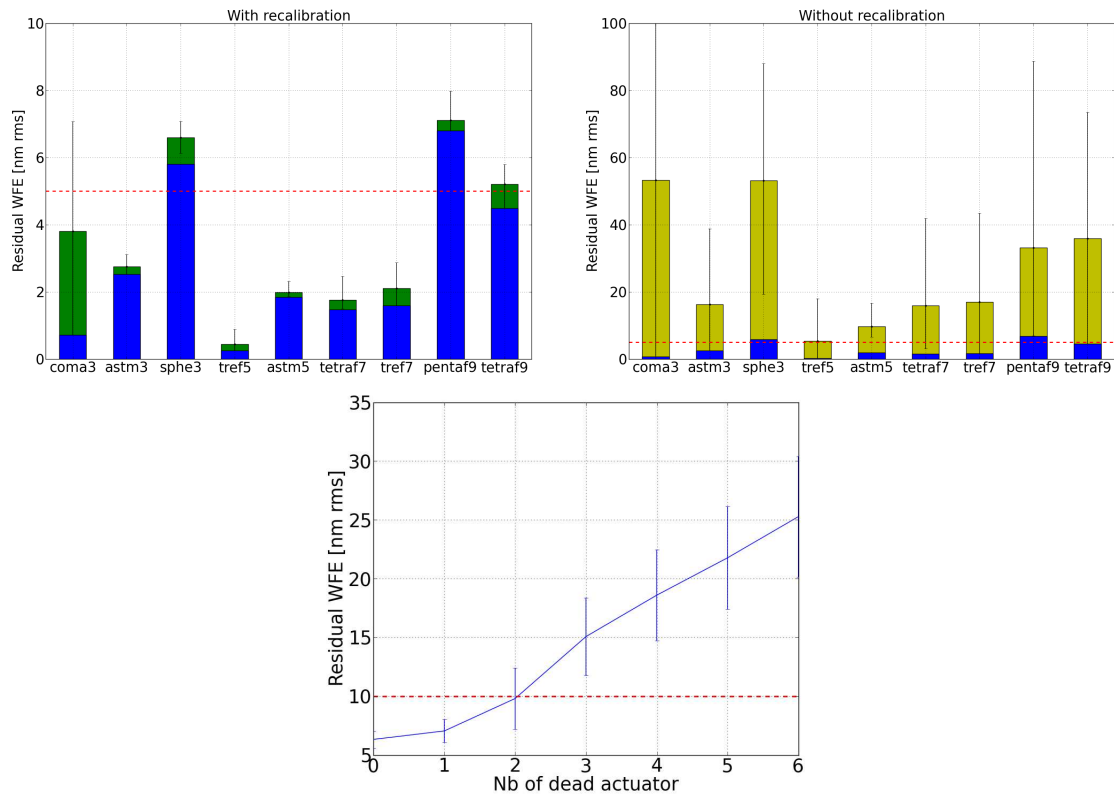 With recalibration
Residual WFE [nm rms]
10
8
6
4
2
0
coma3 astm3 sphe3 tref5 astm5 tetraf7 tref7 pentaf9 tetraf9
Without recalibration
Residual WFE [nm rms]
100
80
60
40
20
0
coma3 astm3 sphe3 tref5 astm5 tetraf7 tref7 pentaf9 tetraf9
Residual WFE [nm rms]
35
30
25
20
15
10
5
0 1 2 3 4 5 6
Nb of dead actuator